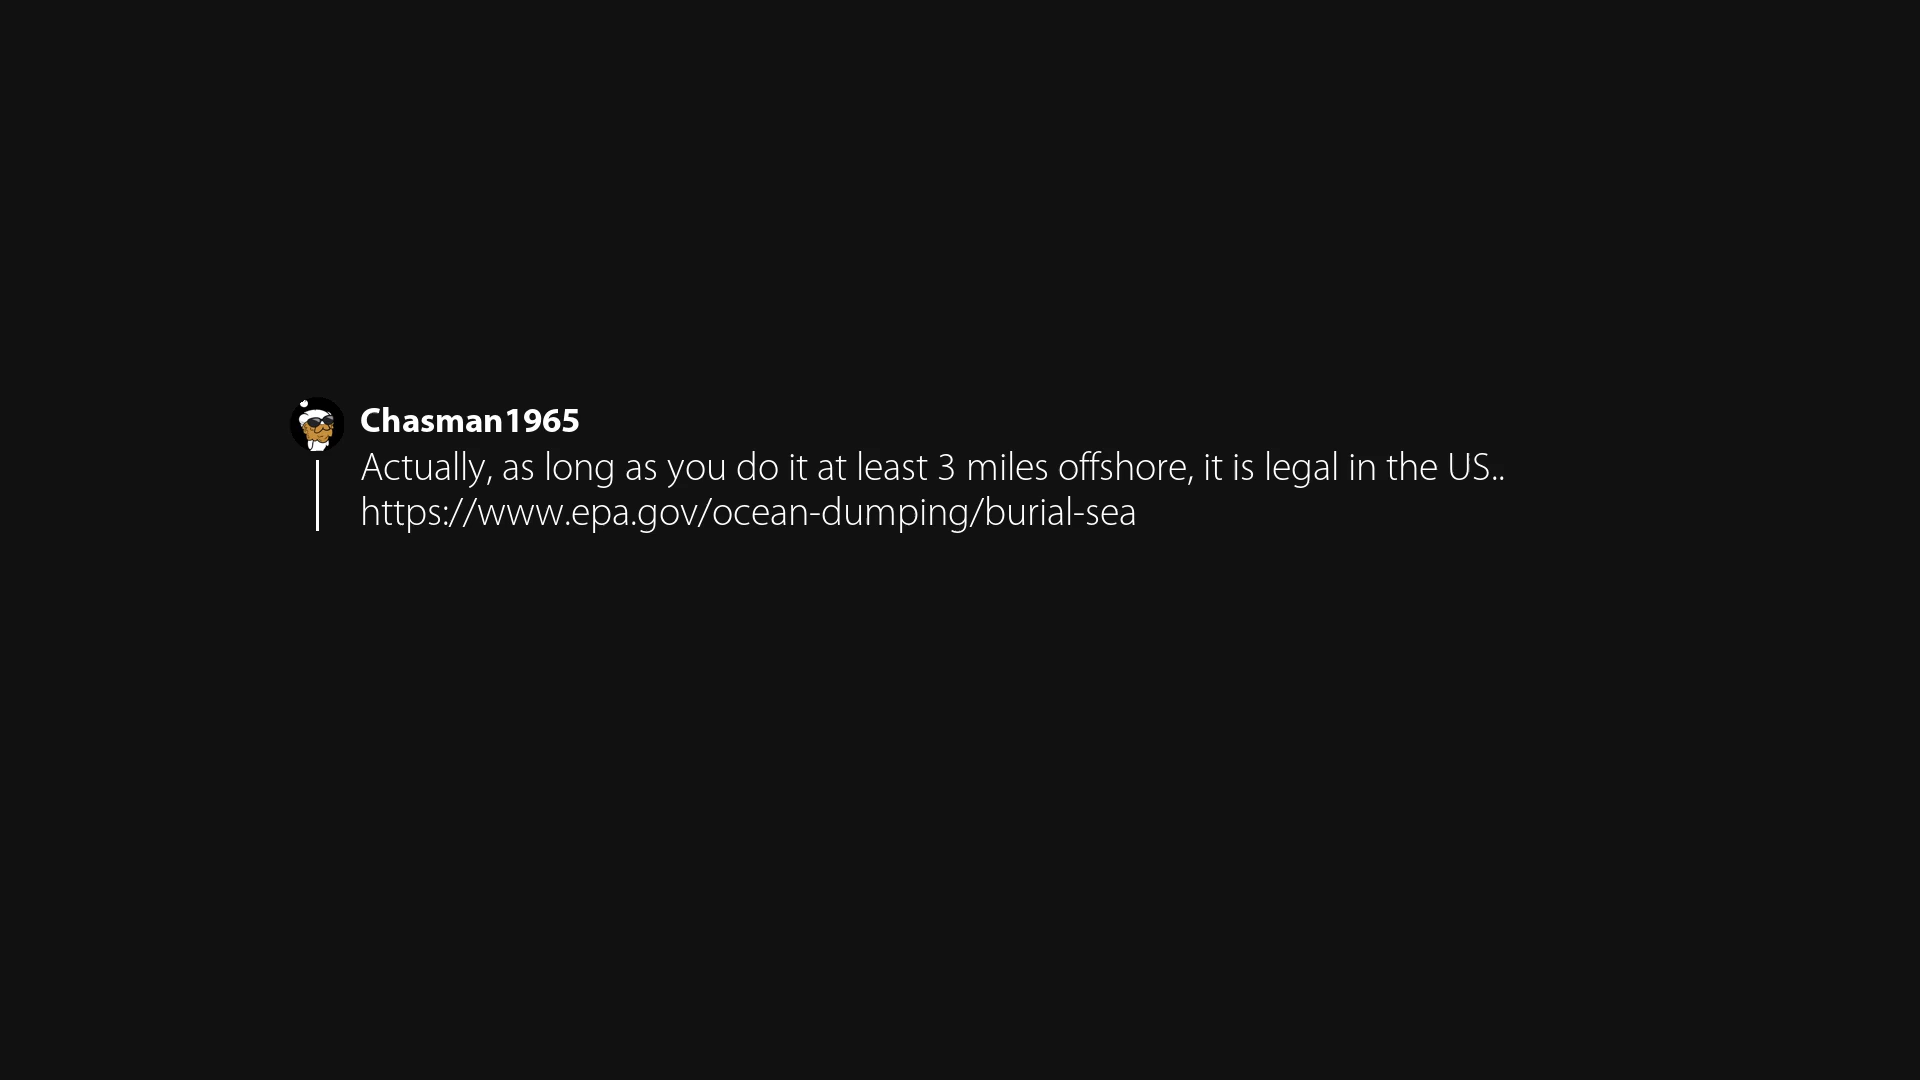 Chasman1965
Actually, as long as you do it at least 3 miles offshore, it is legal in the US..
https://www.epa.gov/ocean-dumping/burial-sea